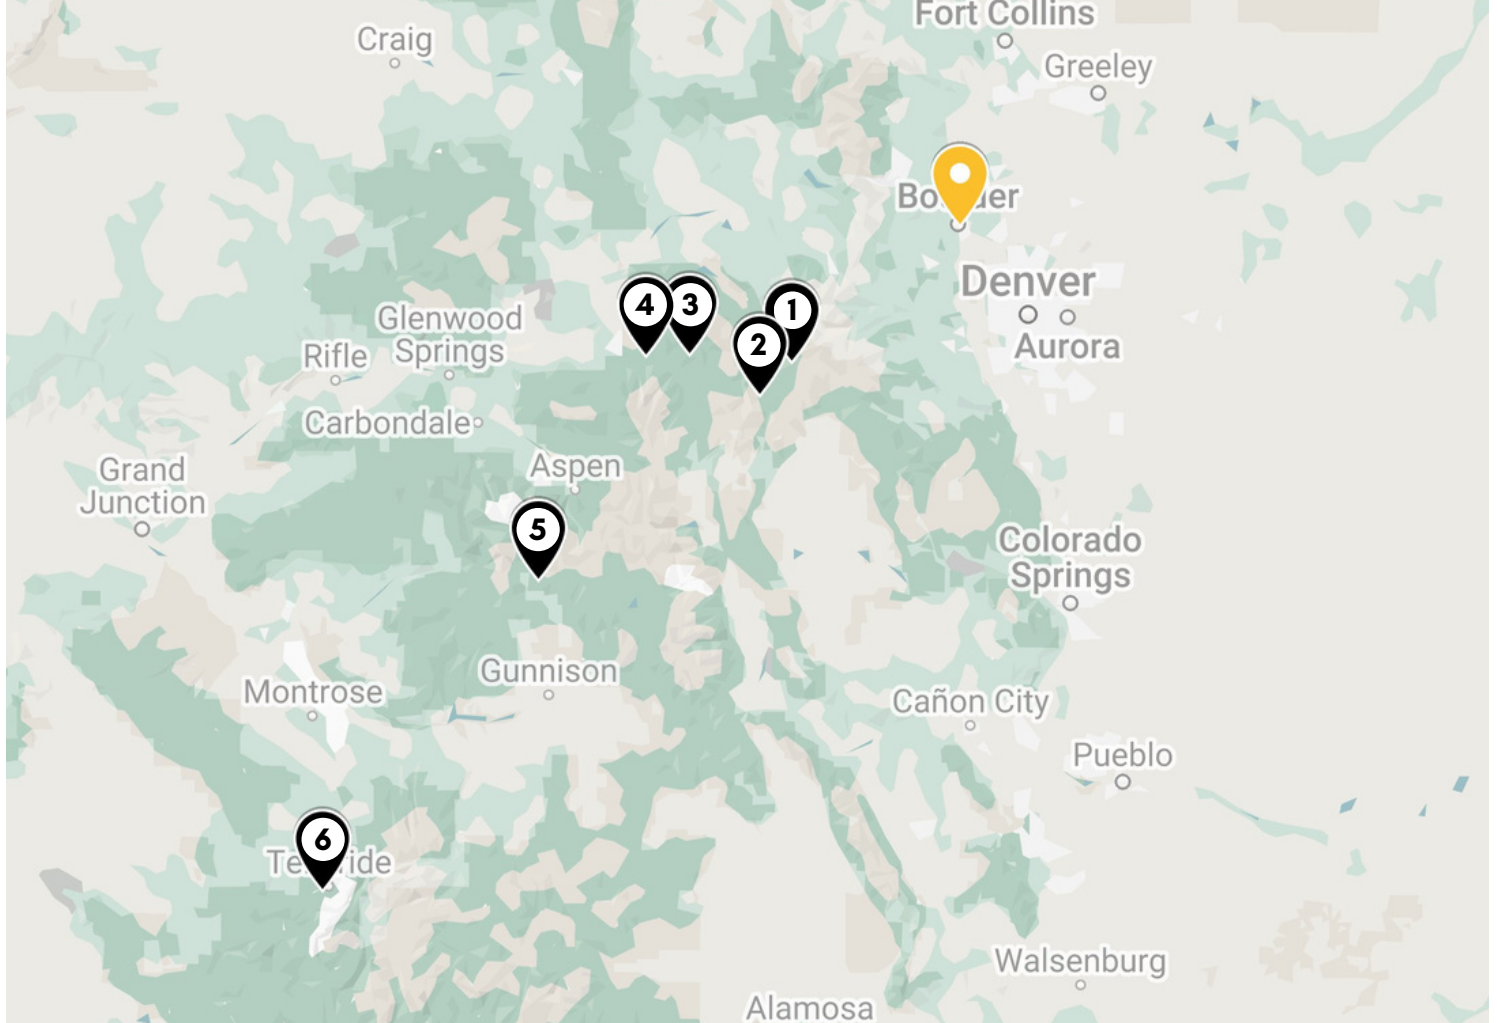 Fort Collins
Craig
Greeley
Denver
4
3
1
Glenwood
Springs
2
Rifle
Aurora
Carbondale
Aspen
Grand
Junction
5
Colorado
Springs
Gunnison
Montrose
Cañon City
Pueblo
6
Walsenburg
Alamosa